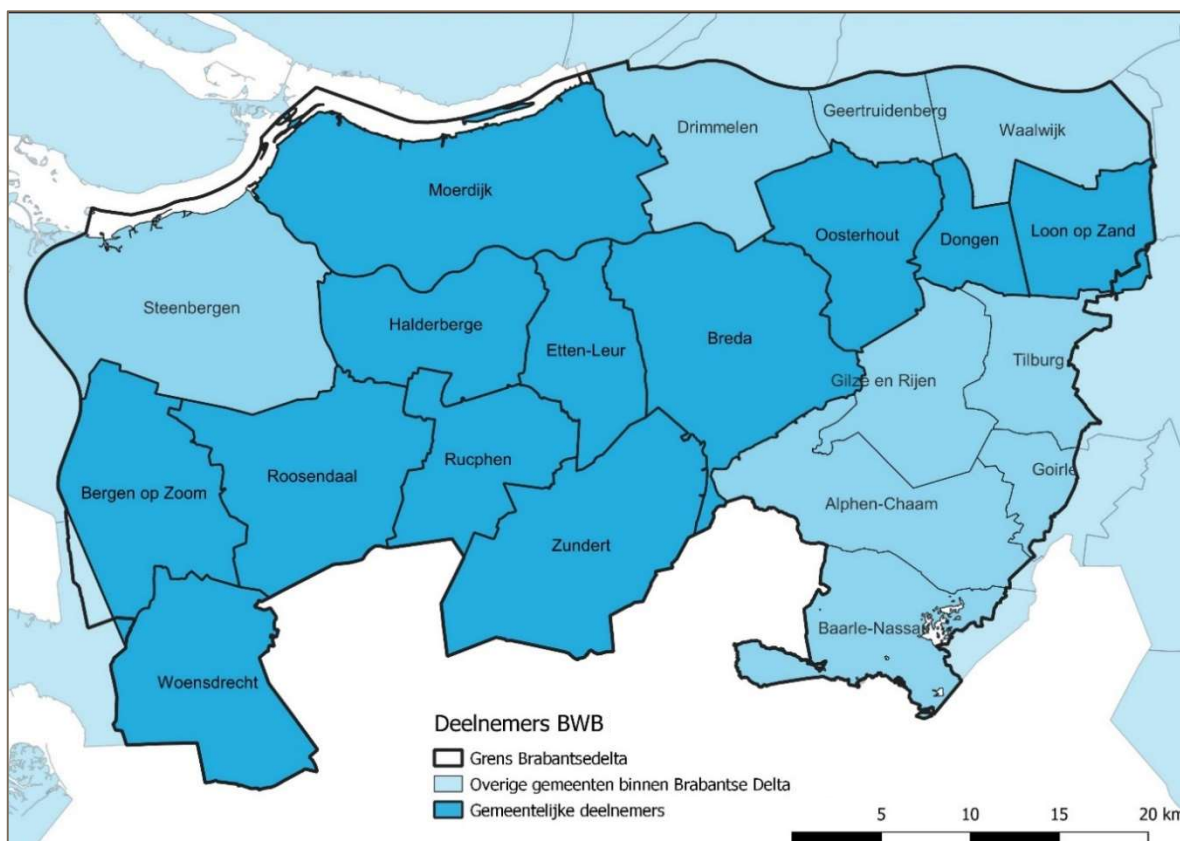 Drimmelen
Geertruidenberg
Waalwijk
Moerdijk
Oosterhout
Dongen
Loon op Zand
Steenbergen
Halderberge
Etten-Leur
Breda
Tilburg
Gilze en Rijen
Bergen op Zoom
Roosendaal
Rucphen
Goirle
Alphen-Chaam
Zundert
Baarle-Nassau
Woensdrecht
Deelnemers BWB
Grens Brabantsedelta
Overige gemeenten binnen Brabantse Delta
Gemeentelijke deelnemers
5 10 15 20 km